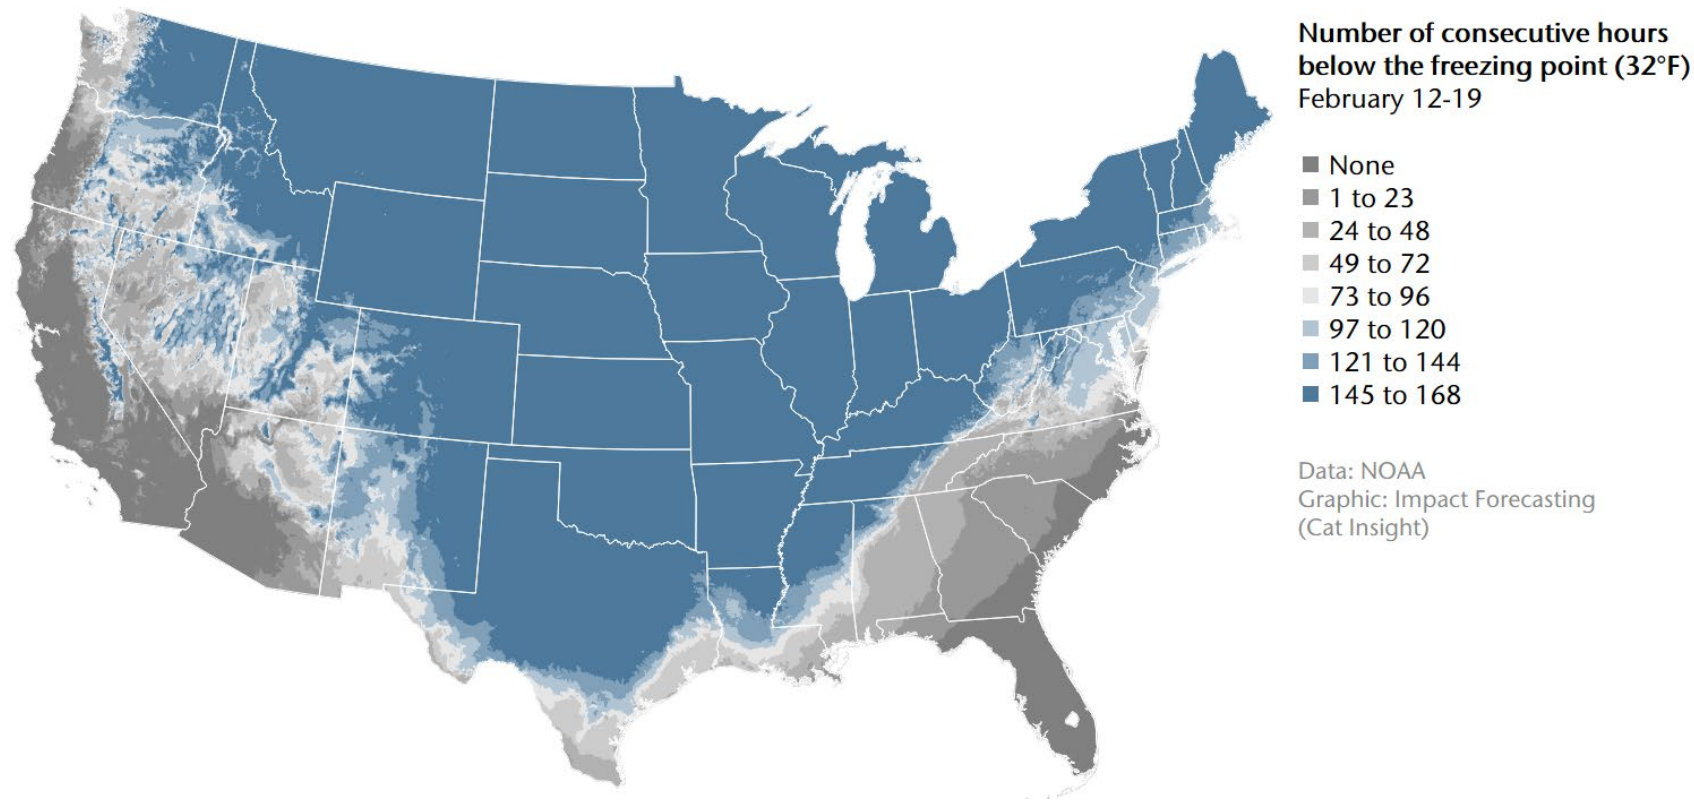 Number of consecutive hours
below the freezing point (32°F)
February 12-19
None
1 to 23
24 to 48
49 to 72
73 to 96
97 to 120
121 to 144
145 to 168
Data: NOAA
Graphic: Impact Forecasting
(Cat Insight)